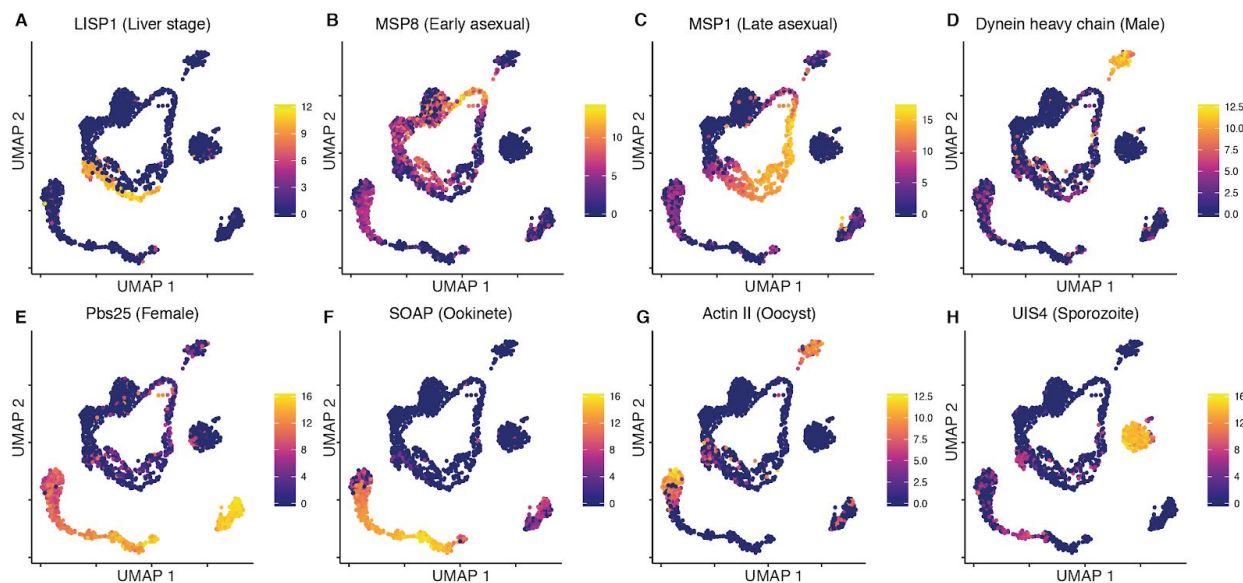 A LISP1 (Liver stage)
UMAP 2
12
9
6
3
0
UMAP 1
B MSP8 (Early asexual)
UMAP 2
10
5
0
UMAP 1
C MSP1 (Late asexual)
UMAP 2
15
10
5
0
UMAP 1
D Dynein heavy chain (Male)
UMAP 2
12.5
10.0
7.5
5.0
2.5
0.0
UMAP 1
E Pbs25 (Female)
UMAP 2
16
12
8
4
0
UMAP 1
F SOAP (Ookinete)
UMAP 2
16
12
8
4
0
UMAP 1
G Actin II (Oocyst)
UMAP 2
12.5
10.0
7.5
5.0
2.5
0.0
UMAP 1
H UIS4 (Sporozoite)
UMAP 2
16
12
8
4
0
UMAP 1